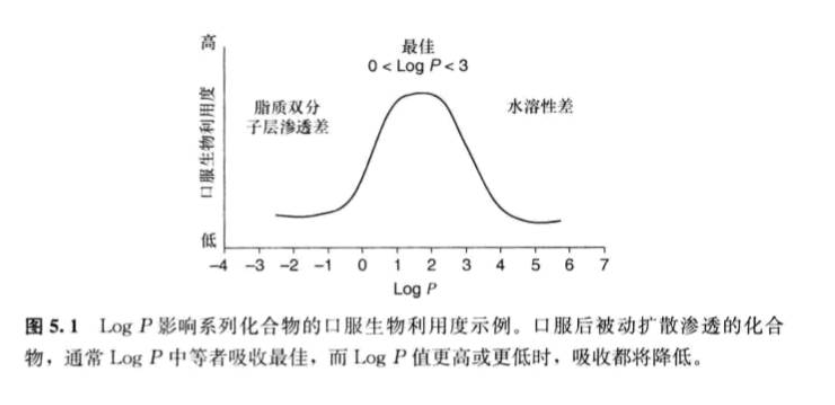 高
最佳
0 < Log P < 3
脂质双分
子层渗透差
水溶性差
口服生物利用度
低
-4 -3 -2 -1 0 1 2 3 4 5 6 7
Log P
图 5.1 Log P 影响系列化合物的口服生物利用度示例。口服后被动扩散渗透的化合
物，通常 Log P 中等者吸收最佳，而 Log P 值更高或更低时，吸收都将降低。